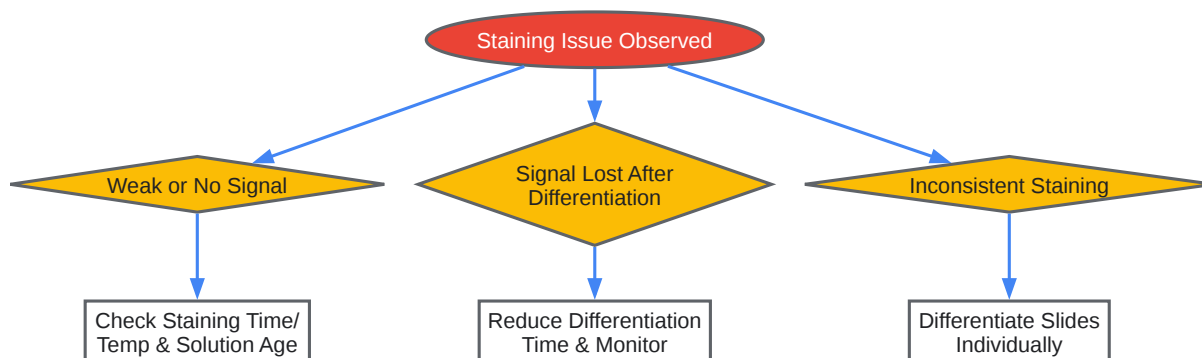 Staining Issue Observed
Weak or No Signal
Signal Lost After
Differentiation
Inconsistent Staining
Check Staining Time/
Temp & Solution Age
Reduce Differentiation
Time & Monitor
Differentiate Slides
Individually